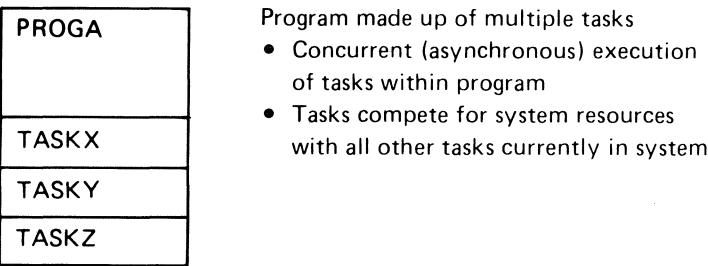 PROGA
TASKX
TASKY
TASKZ
Program made up of multiple tasks
● Concurrent (asynchronous) execution
of tasks within program
● Tasks compete for system resources
with all other tasks currently in system